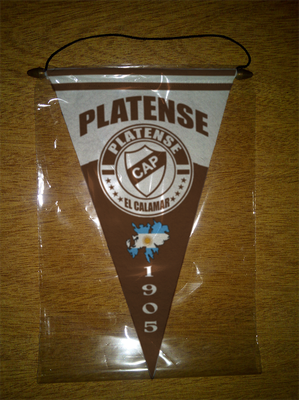 PLATENSE
PLATENSE
CAP
EL CALAMAR
1905